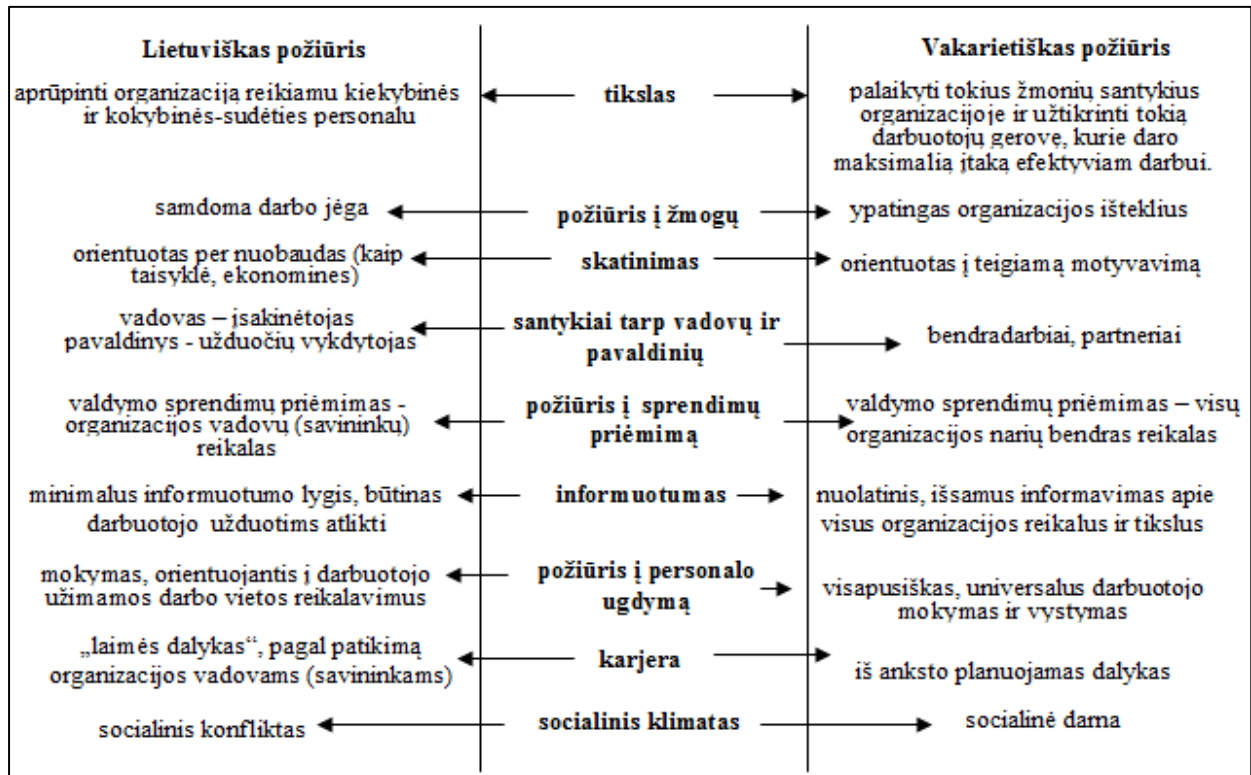 Lietuviškas požiūris
Vakarietiškas požiūris
aprūpinti organizaciją reikiamu kiekybinės
ir kokybinės-sudėties personalu
tikslas
palaikyti tokius žmonių santykius
organizacijoje ir užtikrinti tokią
darbuotojų gerovę, kurie daro
maksimalią įtaką efektyviam darbui.
samdoma darbo jėga
požiūris į žmogų
ypatingas organizacijos išteklius
orientuotas per nuobaudas (kaip
taisyklė, ekonomines)
skatinimas
orientuotas į teigiamą motyvavimą
vadovas – įsakinėtojas
pavaldinys - užduočių vykdytojas
santykiai tarp vadovų ir
pavaldinių
bendradarbiai, partneriai
valdymo sprendimų priėmimas -
organizacijos vadovų (savininkų)
reikalas
požiūris į sprendimų
priėmimą
valdymo sprendimų priėmimas – visų
organizacijos narių bendras reikalas
minimalus informuotumo lygis, būtinas
darbuotojo užduotims atlikti
informuotumas
nuolatinis, išsamus informavimas apie
visus organizacijos reikalus ir tikslus
mokymas, orientuojantis į darbuotojo
užimamos darbo vietos reikalavimus
požiūris į personalo
ugdymą
visapusiškas, universalus darbuotojo
mokymas ir vystymas
„laimės dalykas“, pagal patikimą
organizacijos vadovams (savininkams)
karjera
iš anksto planuojamas dalykas
socialinis konfliktas
socialinis klimatas
socialinė darna